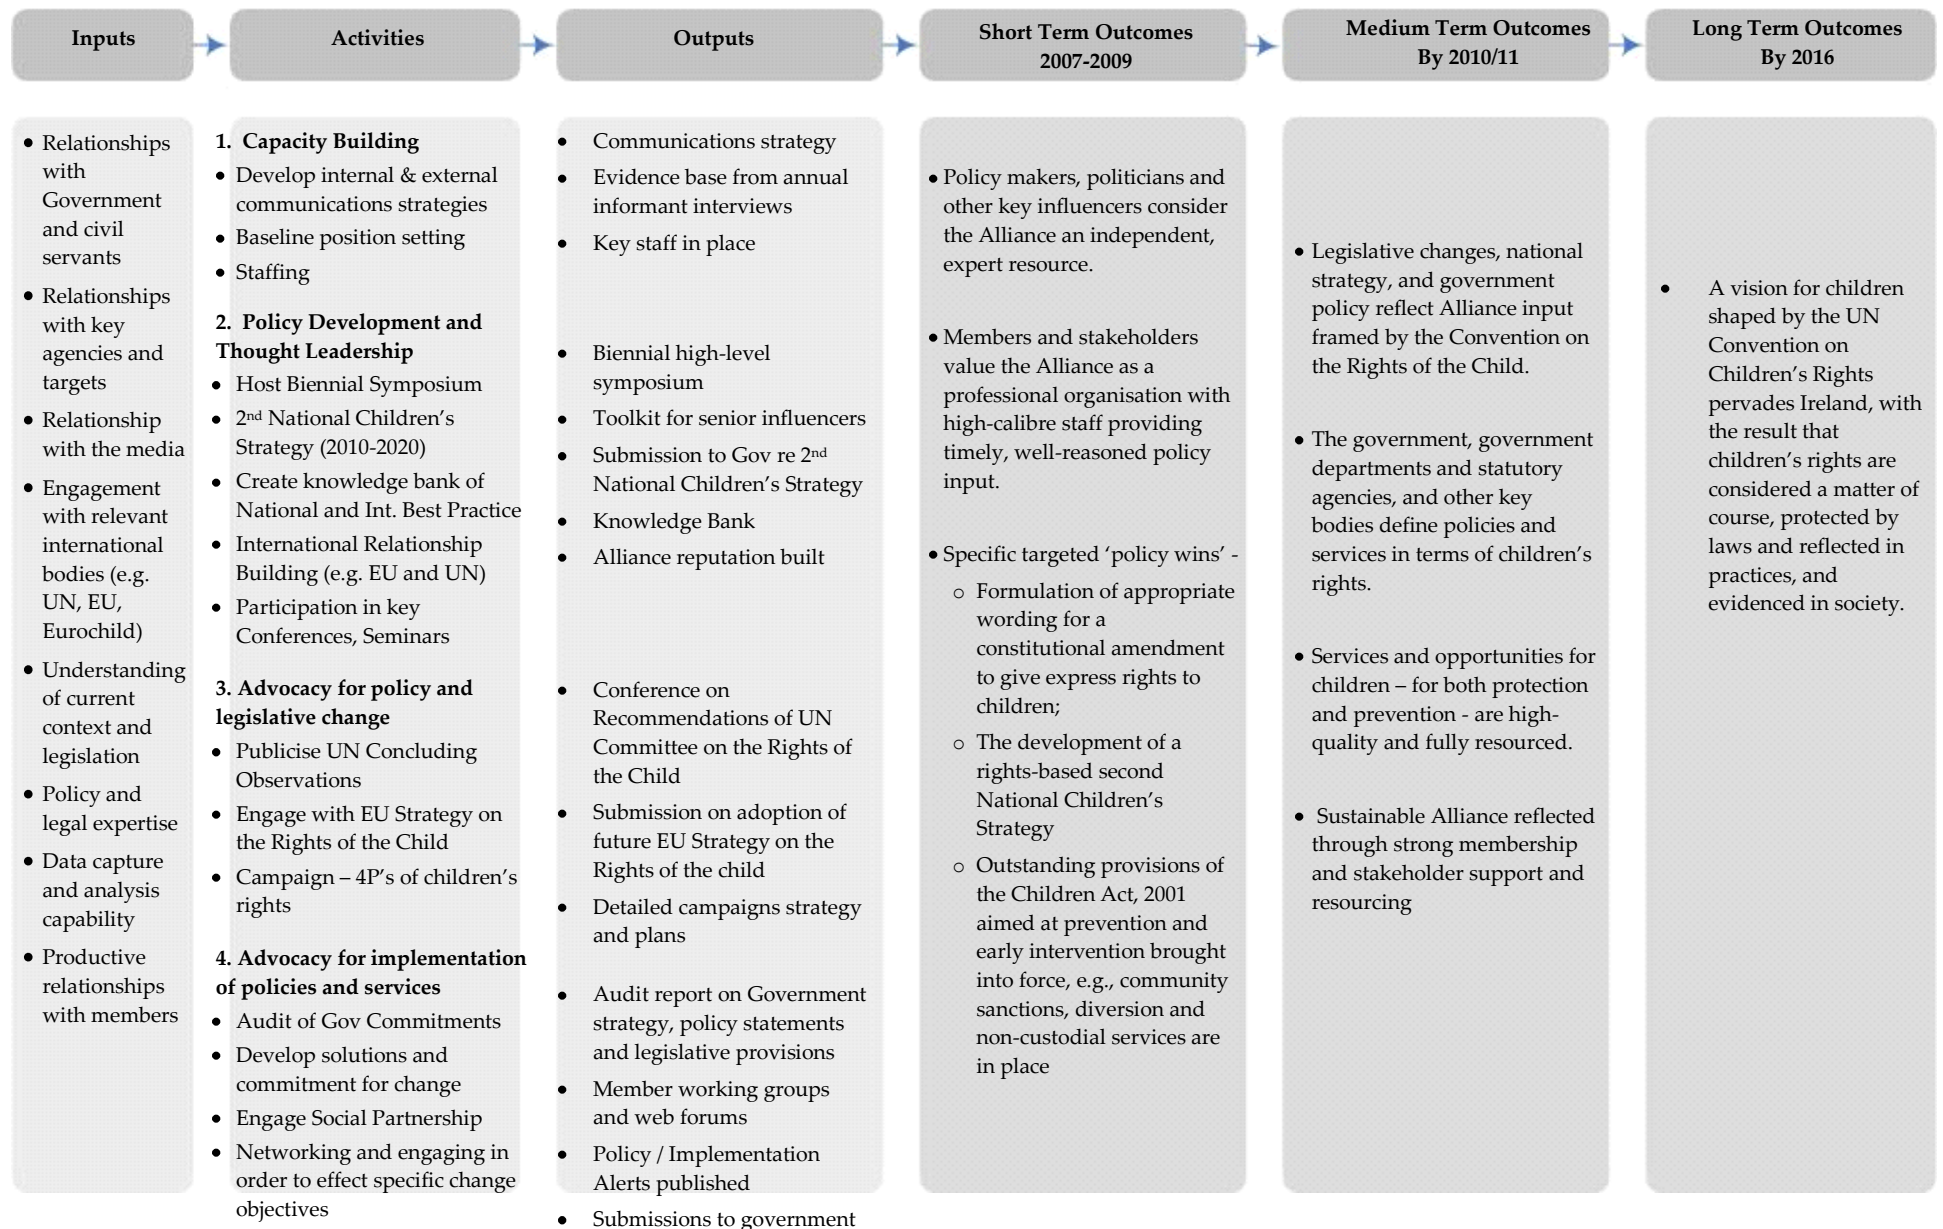 Inputs
Activities
Outputs
Short Term Outcomes
2007-2009
Medium Term Outcomes
By 2010/11
Long Term Outcomes
By 2016
• Relationships
with
Government
and civil
servants
• Relationships
with key
agencies and
targets
• Relationship
with the media
• Engagement
with relevant
international
bodies (e.g.
UN, EU,
Eurochild)
• Understanding
of current
context and
legislation
• Policy and
legal expertise
• Data capture
and analysis
capability
• Productive
relationships
with members
1. Capacity Building
• Develop internal & external
communications strategies
• Baseline position setting
• Staffing
2. Policy Development and
Thought Leadership
• Host Biennial Symposium
• 2nd National Children's
Strategy (2010-2020)
• Create knowledge bank of
National and Int. Best Practice
• International Relationship
Building (e.g. EU and UN)
• Participation in key
Conferences, Seminars
3. Advocacy for policy and
legislative change
• Publicise UN Concluding
Observations
• Engage with EU Strategy on
the Rights of the Child
• Campaign – 4P's of children's
rights
4. Advocacy for implementation
of policies and services
• Audit of Gov Commitments
• Develop solutions and
commitment for change
• Engage Social Partnership
• Networking and engaging in
order to effect specific change
objectives
• Communications strategy
• Evidence base from annual
informant interviews
• Key staff in place
• Biennial high-level
symposium
• Toolkit for senior influencers
• Submission to Gov re 2nd
National Children's Strategy
• Knowledge Bank
• Alliance reputation built
• Conference on
Recommendations of UN
Committee on the Rights of
the Child
• Submission on adoption of
future EU Strategy on the
Rights of the child
• Detailed campaigns strategy
and plans
• Audit report on Government
strategy, policy statements
and legislative provisions
• Member working groups
and web forums
• Policy / Implementation
Alerts published
• Submissions to government
• Policy makers, politicians and
other key influencers consider
the Alliance an independent,
expert resource.
• Members and stakeholders
value the Alliance as a
professional organisation with
high-calibre staff providing
timely, well-reasoned policy
input.
• Specific targeted 'policy wins' -
o Formulation of appropriate
wording for a
constitutional amendment
to give express rights to
children;
o The development of a
rights-based second
National Children's
Strategy
o Outstanding provisions of
the Children Act, 2001
aimed at prevention and
early intervention brought
into force, e.g., community
sanctions, diversion and
non-custodial services are
in place
• Legislative changes, national
strategy, and government
policy reflect Alliance input
framed by the Convention on
the Rights of the Child.
• The government, government
departments and statutory
agencies, and other key
bodies define policies and
services in terms of children's
rights.
• Services and opportunities for
children – for both protection
and prevention - are high-
quality and fully resourced.
• Sustainable Alliance reflected
through strong membership
and stakeholder support and
resourcing
• A vision for children
shaped by the UN
Convention on
Children's Rights
pervades Ireland, with
the result that
children's rights are
considered a matter of
course, protected by
laws and reflected in
practices, and
evidenced in society.